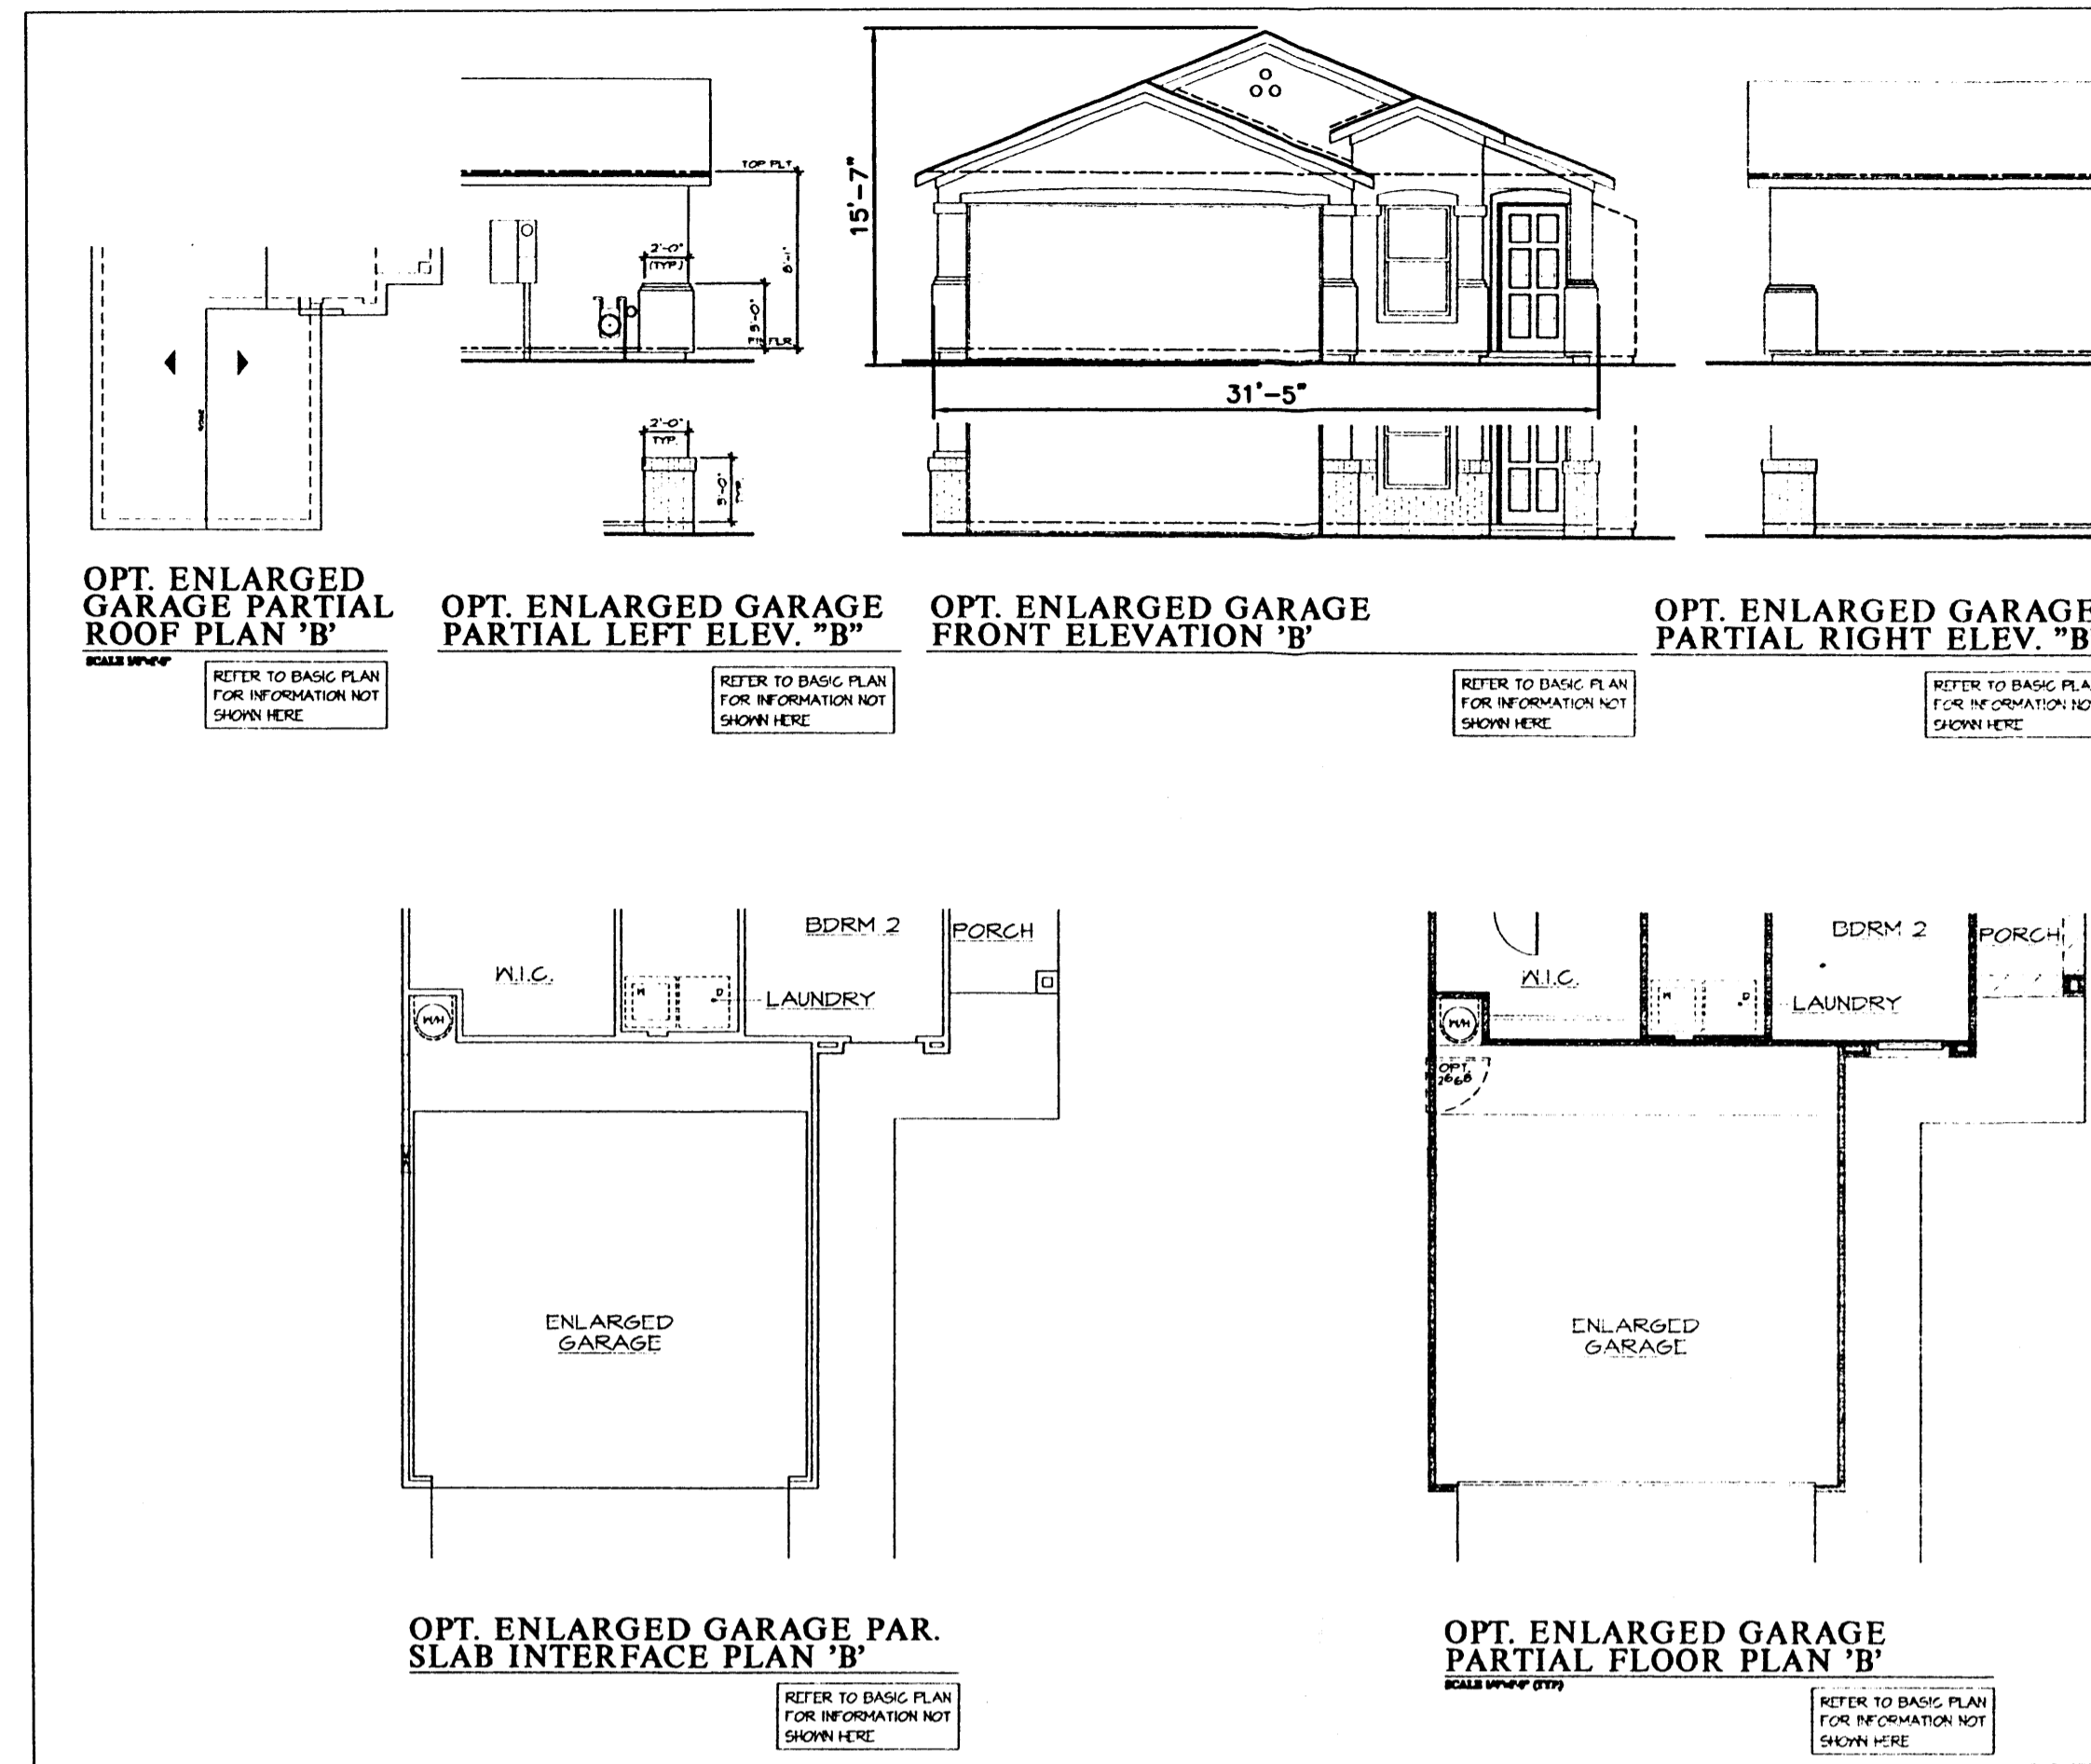 TOP PLT.
15'-7"
2'-0"
(TYP.)
8'-1"
3'-0"
FIN FLR.
31'-5"
2'-0"
TYP.
3'-0"
TYP.
OPT. ENLARGED
GARAGE PARTIAL
ROOF PLAN 'B'
REFER TO BASIC PLAN
FOR INFORMATION NOT
SHOWN HERE
OPT. ENLARGED GARAGE
PARTIAL LEFT ELEV. "B"
REFER TO BASIC PLAN
FOR INFORMATION NOT
SHOWN HERE
OPT. ENLARGED GARAGE
FRONT ELEVATION 'B'
REFER TO BASIC PLAN
FOR INFORMATION NOT
SHOWN HERE
OPT. ENLARGED GARAGE
PARTIAL RIGHT ELEV. "B
REFER TO BASIC PLA
FOR INFORMATION NO
SHOWN HERE
BDRM 2
PORCH
W.I.C.
W
D
LAUNDRY
W/H
ENLARGED
GARAGE
OPT. ENLARGED GARAGE PAR.
SLAB INTERFACE PLAN 'B'
REFER TO BASIC PLAN
FOR INFORMATION NOT
SHOWN HERE
BDRM 2
PORCH
W.I.C.
W
D
LAUNDRY
W/H
OPT.
2668
ENLARGED
GARAGE
OPT. ENLARGED GARAGE
PARTIAL FLOOR PLAN 'B'
REFER TO BASIC PLAN
FOR INFORMATION NOT
SHOWN HERE